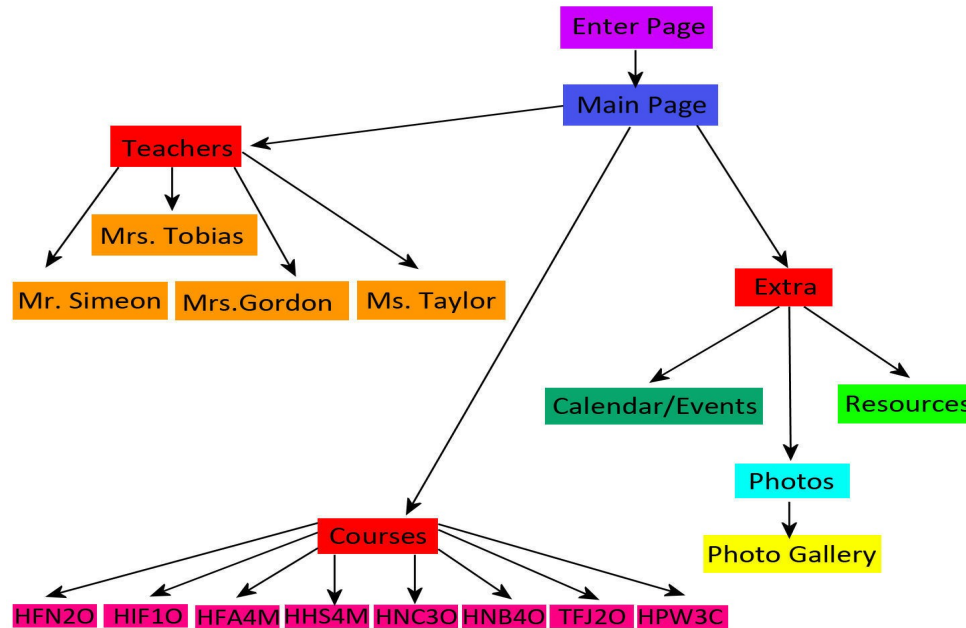 Enter Page
Main Page
Teachers
Mrs. Tobias
Mr. Simeon
Mrs.Gordon
Ms. Taylor
Extra
Calendar/Events
Resources
Photos
Photo Gallery
Courses
HFN2O
HIF1O
HFA4M
HHS4M
HNC3O
HNB4O
TFJ2O
HPW3C